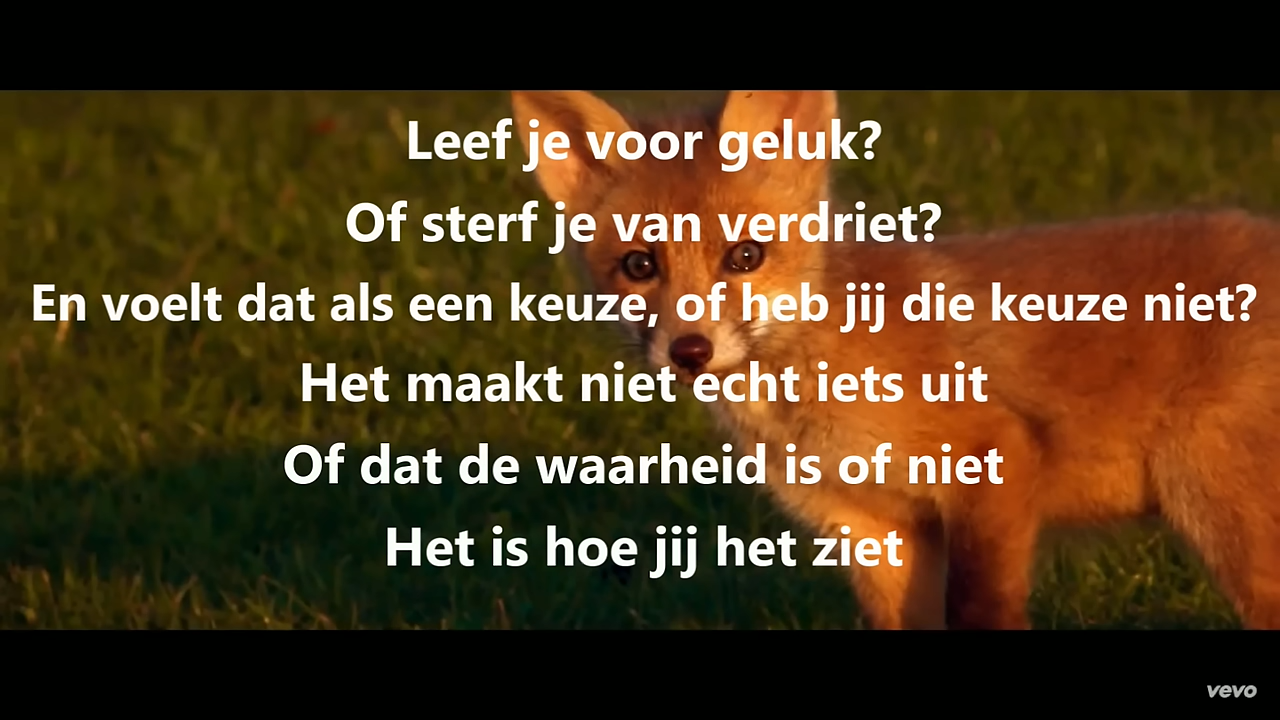 Leef je voor geluk?
Of sterf je van verdriet?
En voelt dat als een keuze, of heb jij die keuze niet?
Het maakt niet echt iets uit
Of dat de waarheid is of niet
Het is hoe jij het ziet
vevo